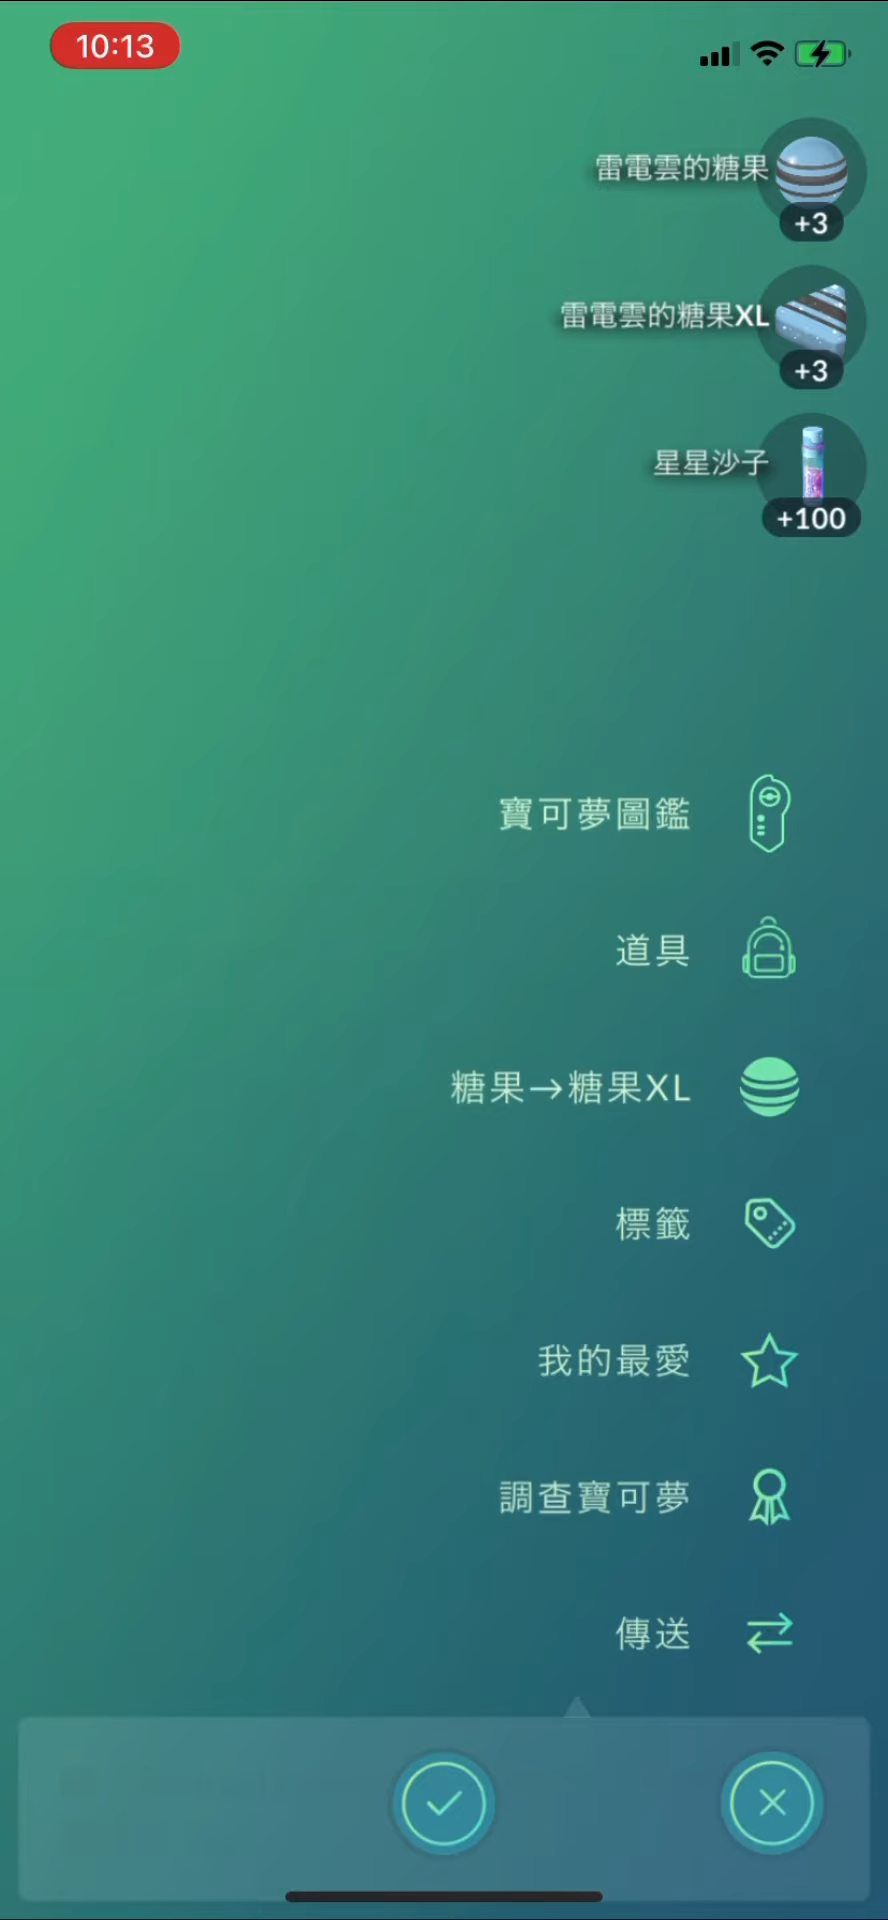 10:13
雷電雲的糖果
+3
雷電雲的糖果XL
+3
星星沙子
+100
寶可夢圖鑑
道具
糖果→糖果XL
標籤
我的最愛
調查寶可夢
傳送